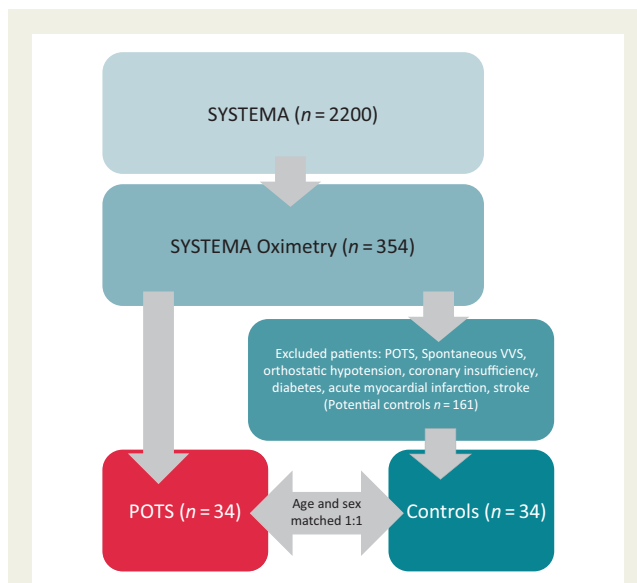 SYSTEMA (n = 2200)
SYSTEMA Oximetry (n = 354)
Excluded patients: POTS, Spontaneous VVS,
orthostatic hypotension, coronary insufficiency,
diabetes, acute myocardial infarction, stroke
(Potential controls n = 161)
POTS (n = 34)
Age and sex
matched 1:1
Controls (n = 34)